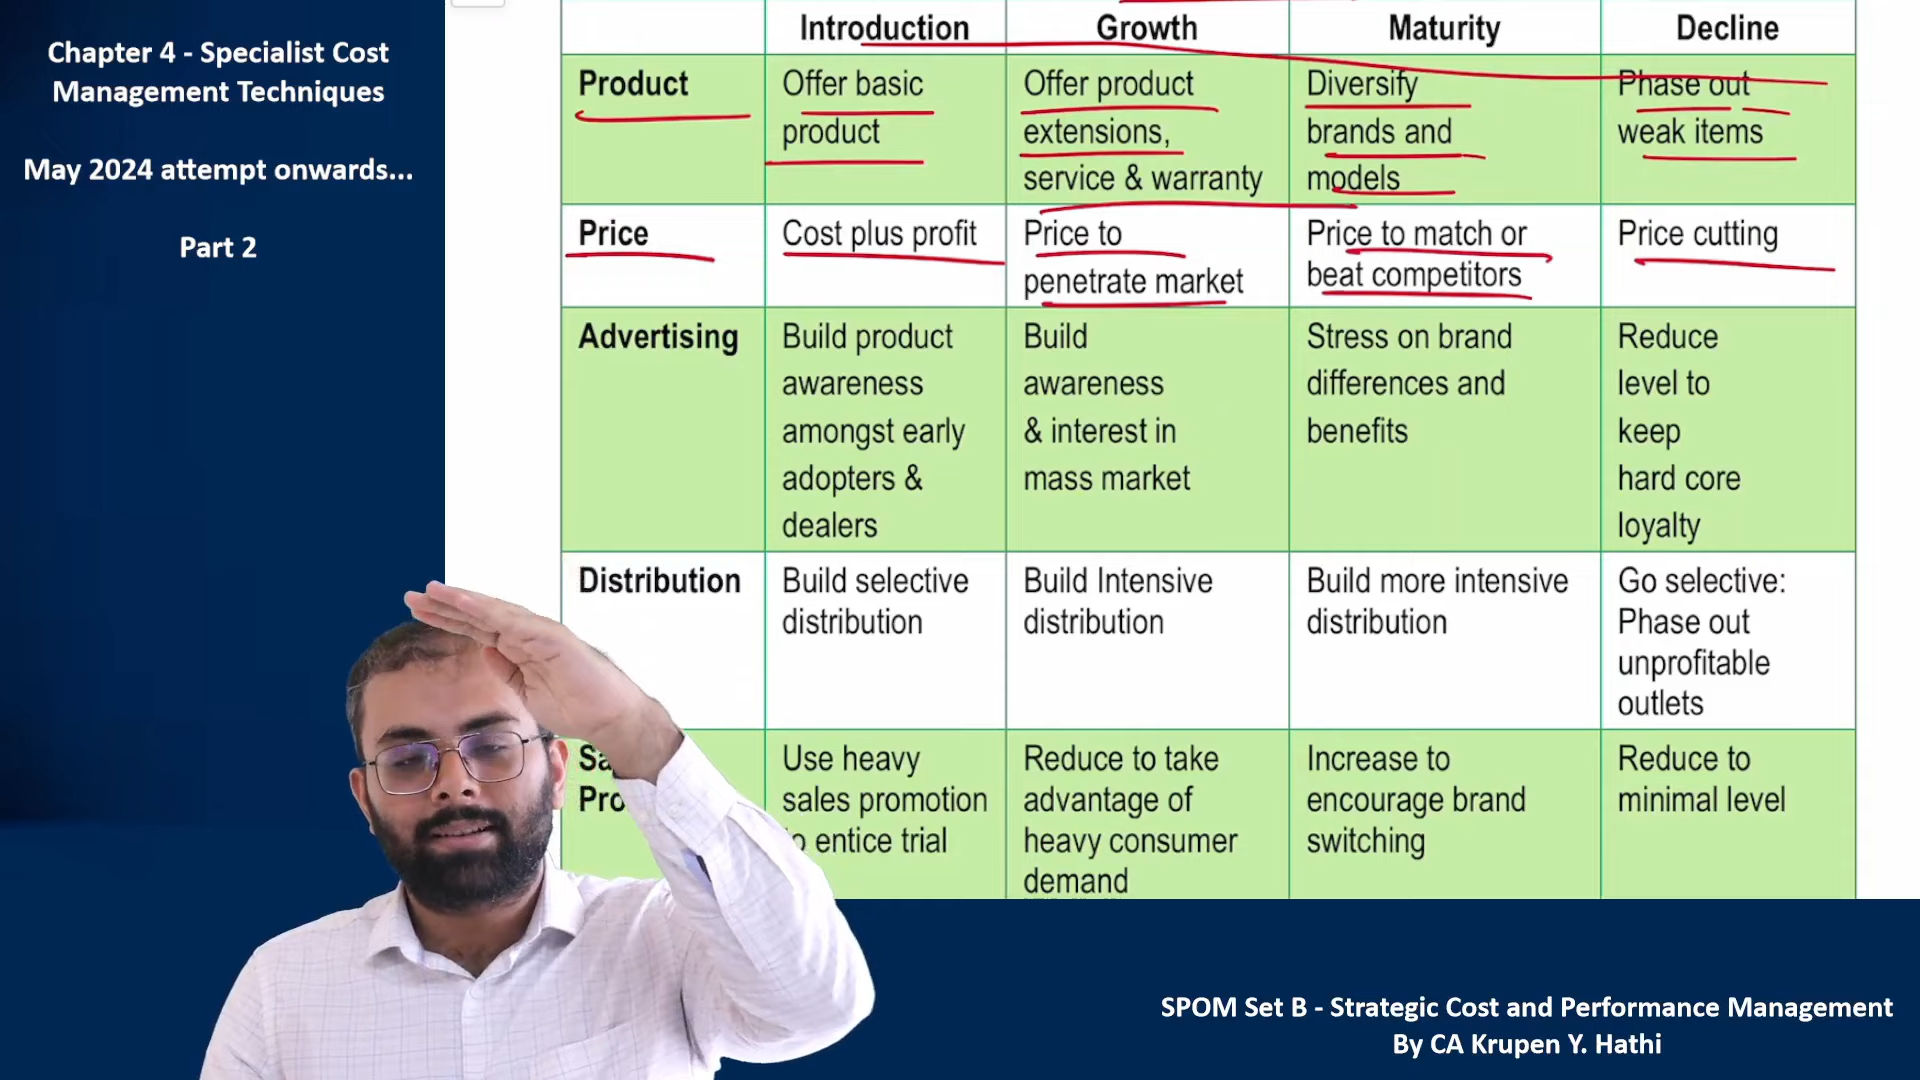 Chapter 4 - Specialist Cost
Management Techniques
May 2024 attempt onwards...
Part 2
Introduction Growth Maturity Decline
Product
Offer basic
product
Offer product
extensions,
service & warranty
Diversify
brands and
models
Phase out
weak items
Price
Cost plus profit
Price to
penetrate market
Price to match or
beat competitors
Price cutting
Advertising
Build product
awareness
amongst early
adopters &
dealers
Build
awareness
& interest in
mass market
Stress on brand
differences and
benefits
Reduce
level to
keep
hard core
loyalty
Distribution
Build selective
distribution
Build Intensive
distribution
Build more intensive
distribution
Go selective:
Phase out
unprofitable
outlets
Use heavy
sales promotion
entice trial
Reduce to take
advantage of
heavy consumer
demand
Increase to
encourage brand
switching
Reduce to
minimal level
SPOM Set B - Strategic Cost and Performance Management
By CA Krupen Y. Hathi